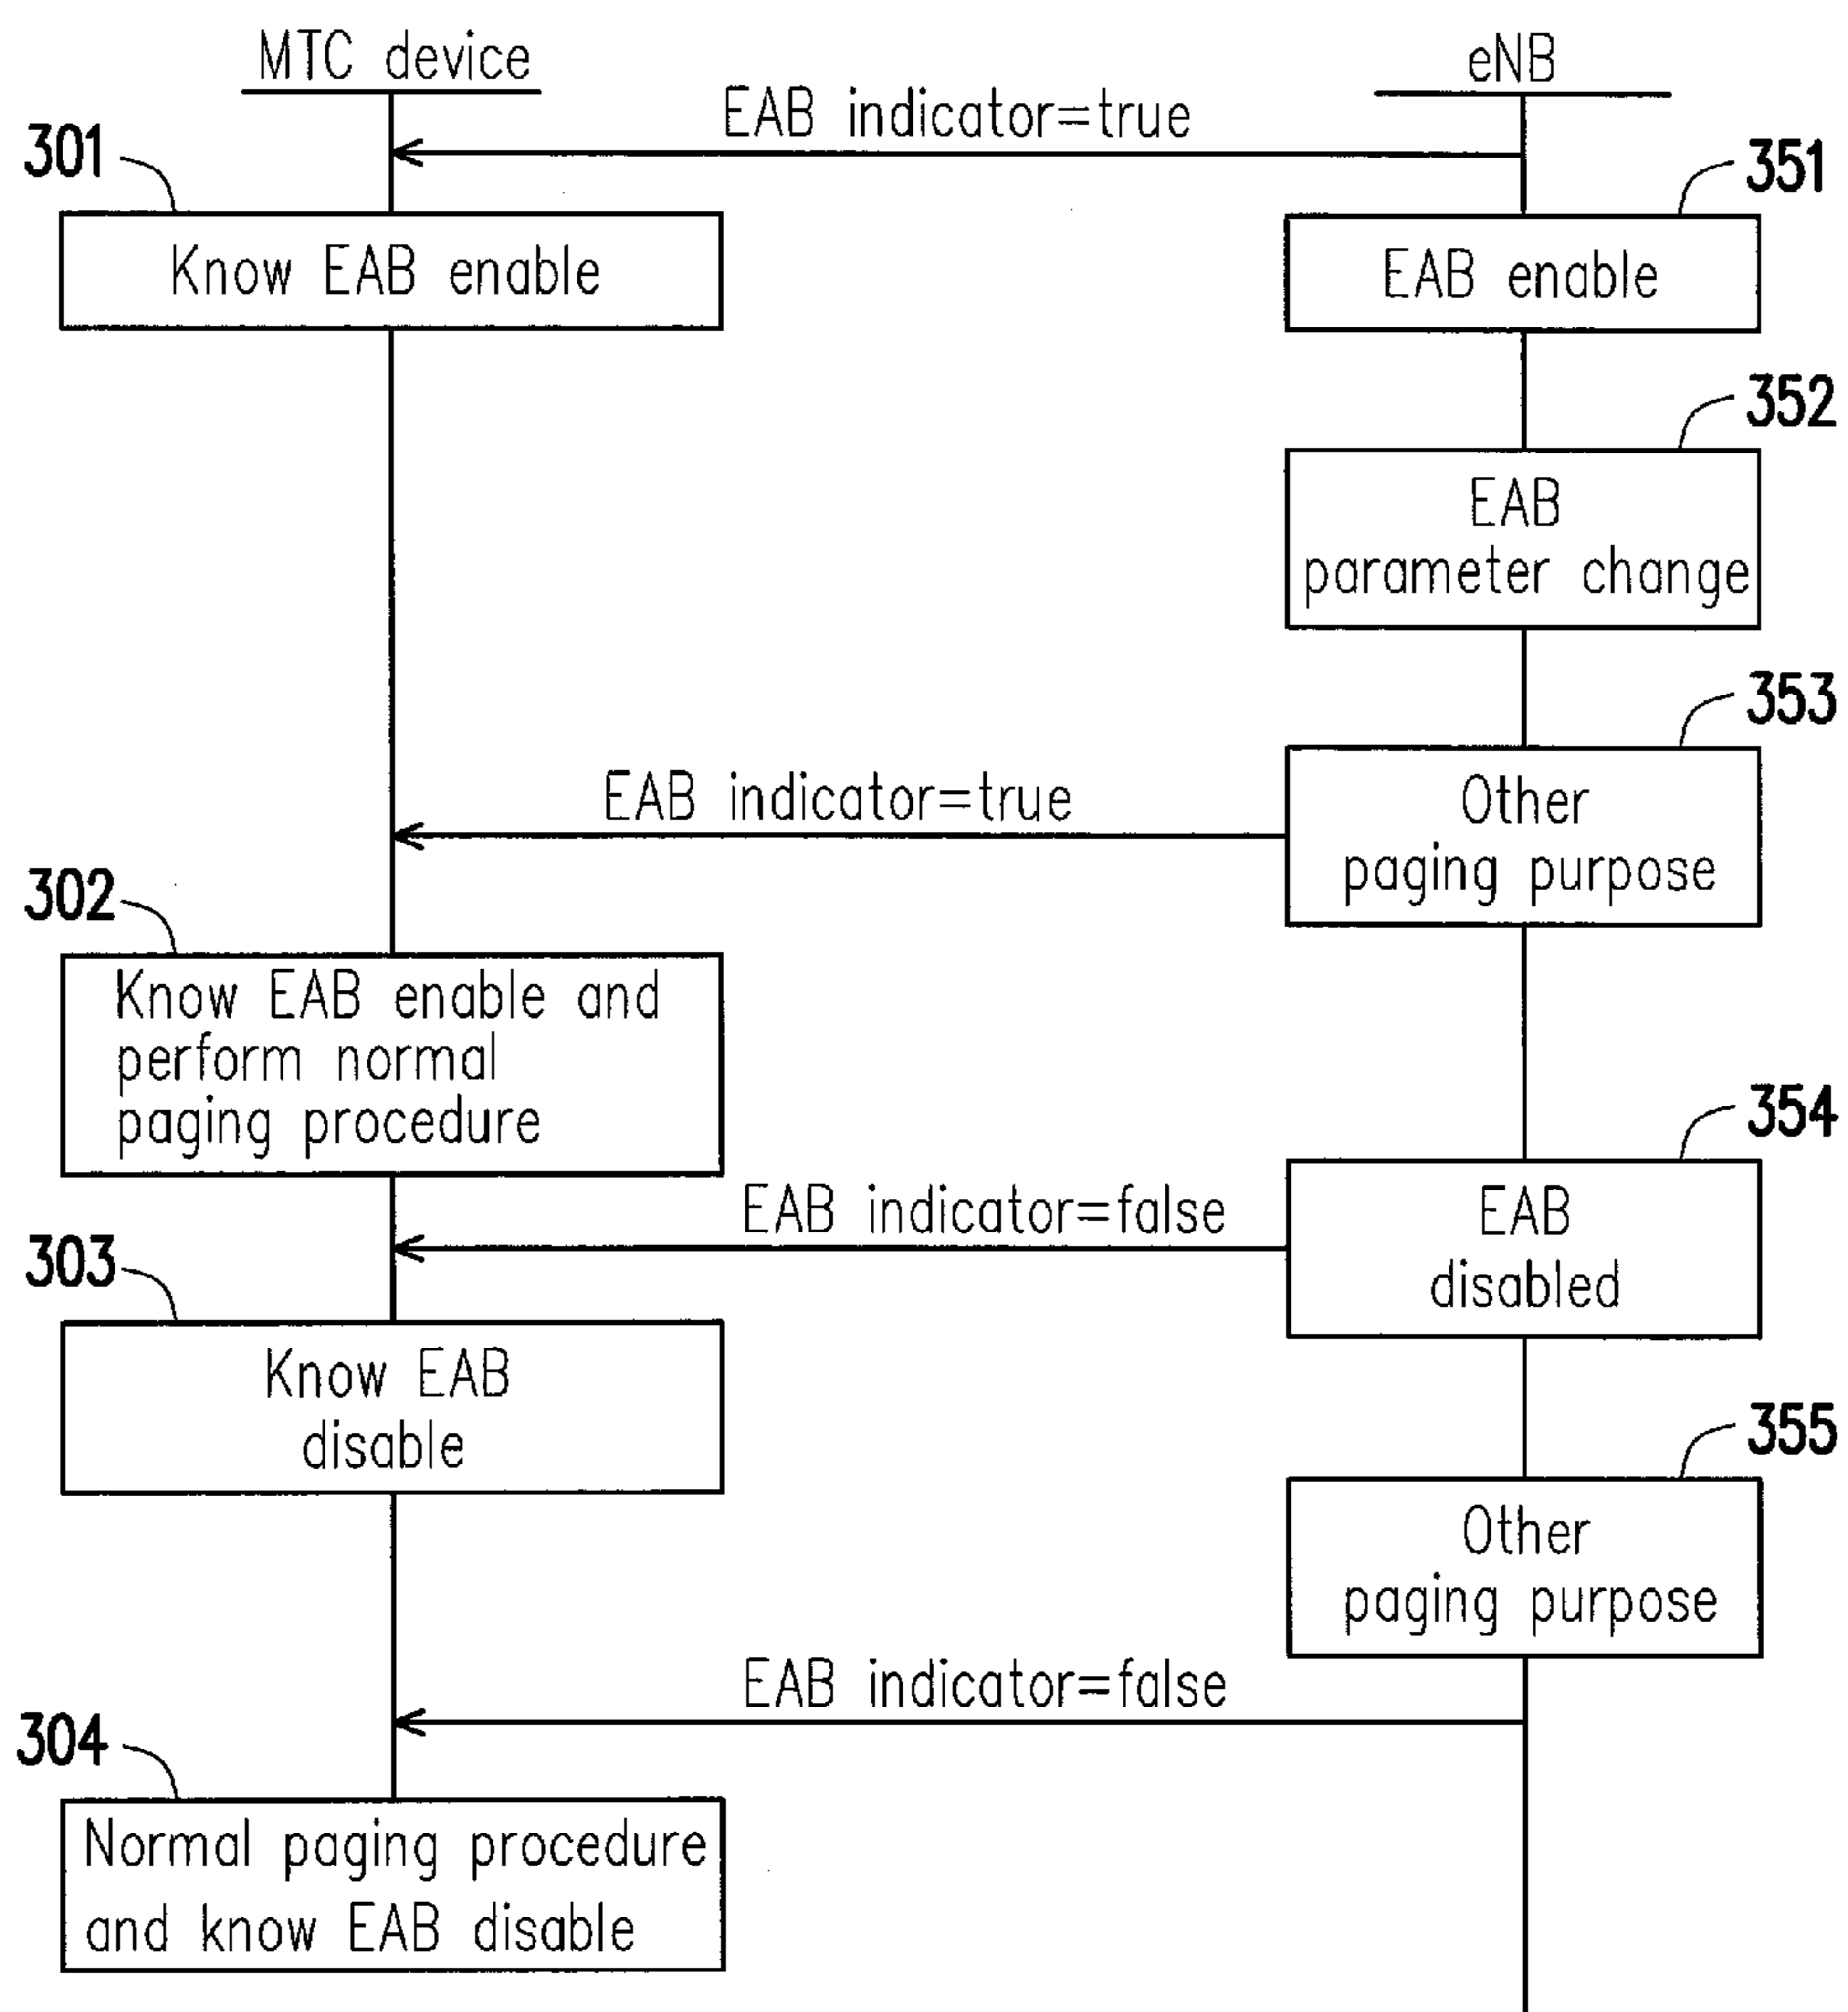 MTC device
eNB
EAB indicator=true
301
351
Know EAB enable
EAB enable
352
EAB
parameter change
353
EAB indicator=true
Other
paging purpose
302
Know EAB enable and
perform normal
paging procedure
354
EAB indicator=false
EAB
disabled
303
Know EAB
disable
355
Other
paging purpose
EAB indicator=false
304
Normal paging procedure
and know EAB disable